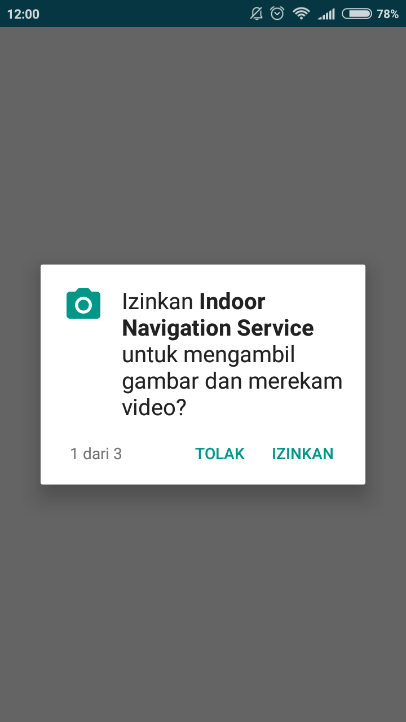 12:00
78%
Izinkan Indoor
Navigation Service
untuk mengambil
gambar dan merekam
video?
1 dari 3
TOLAK
IZINKAN